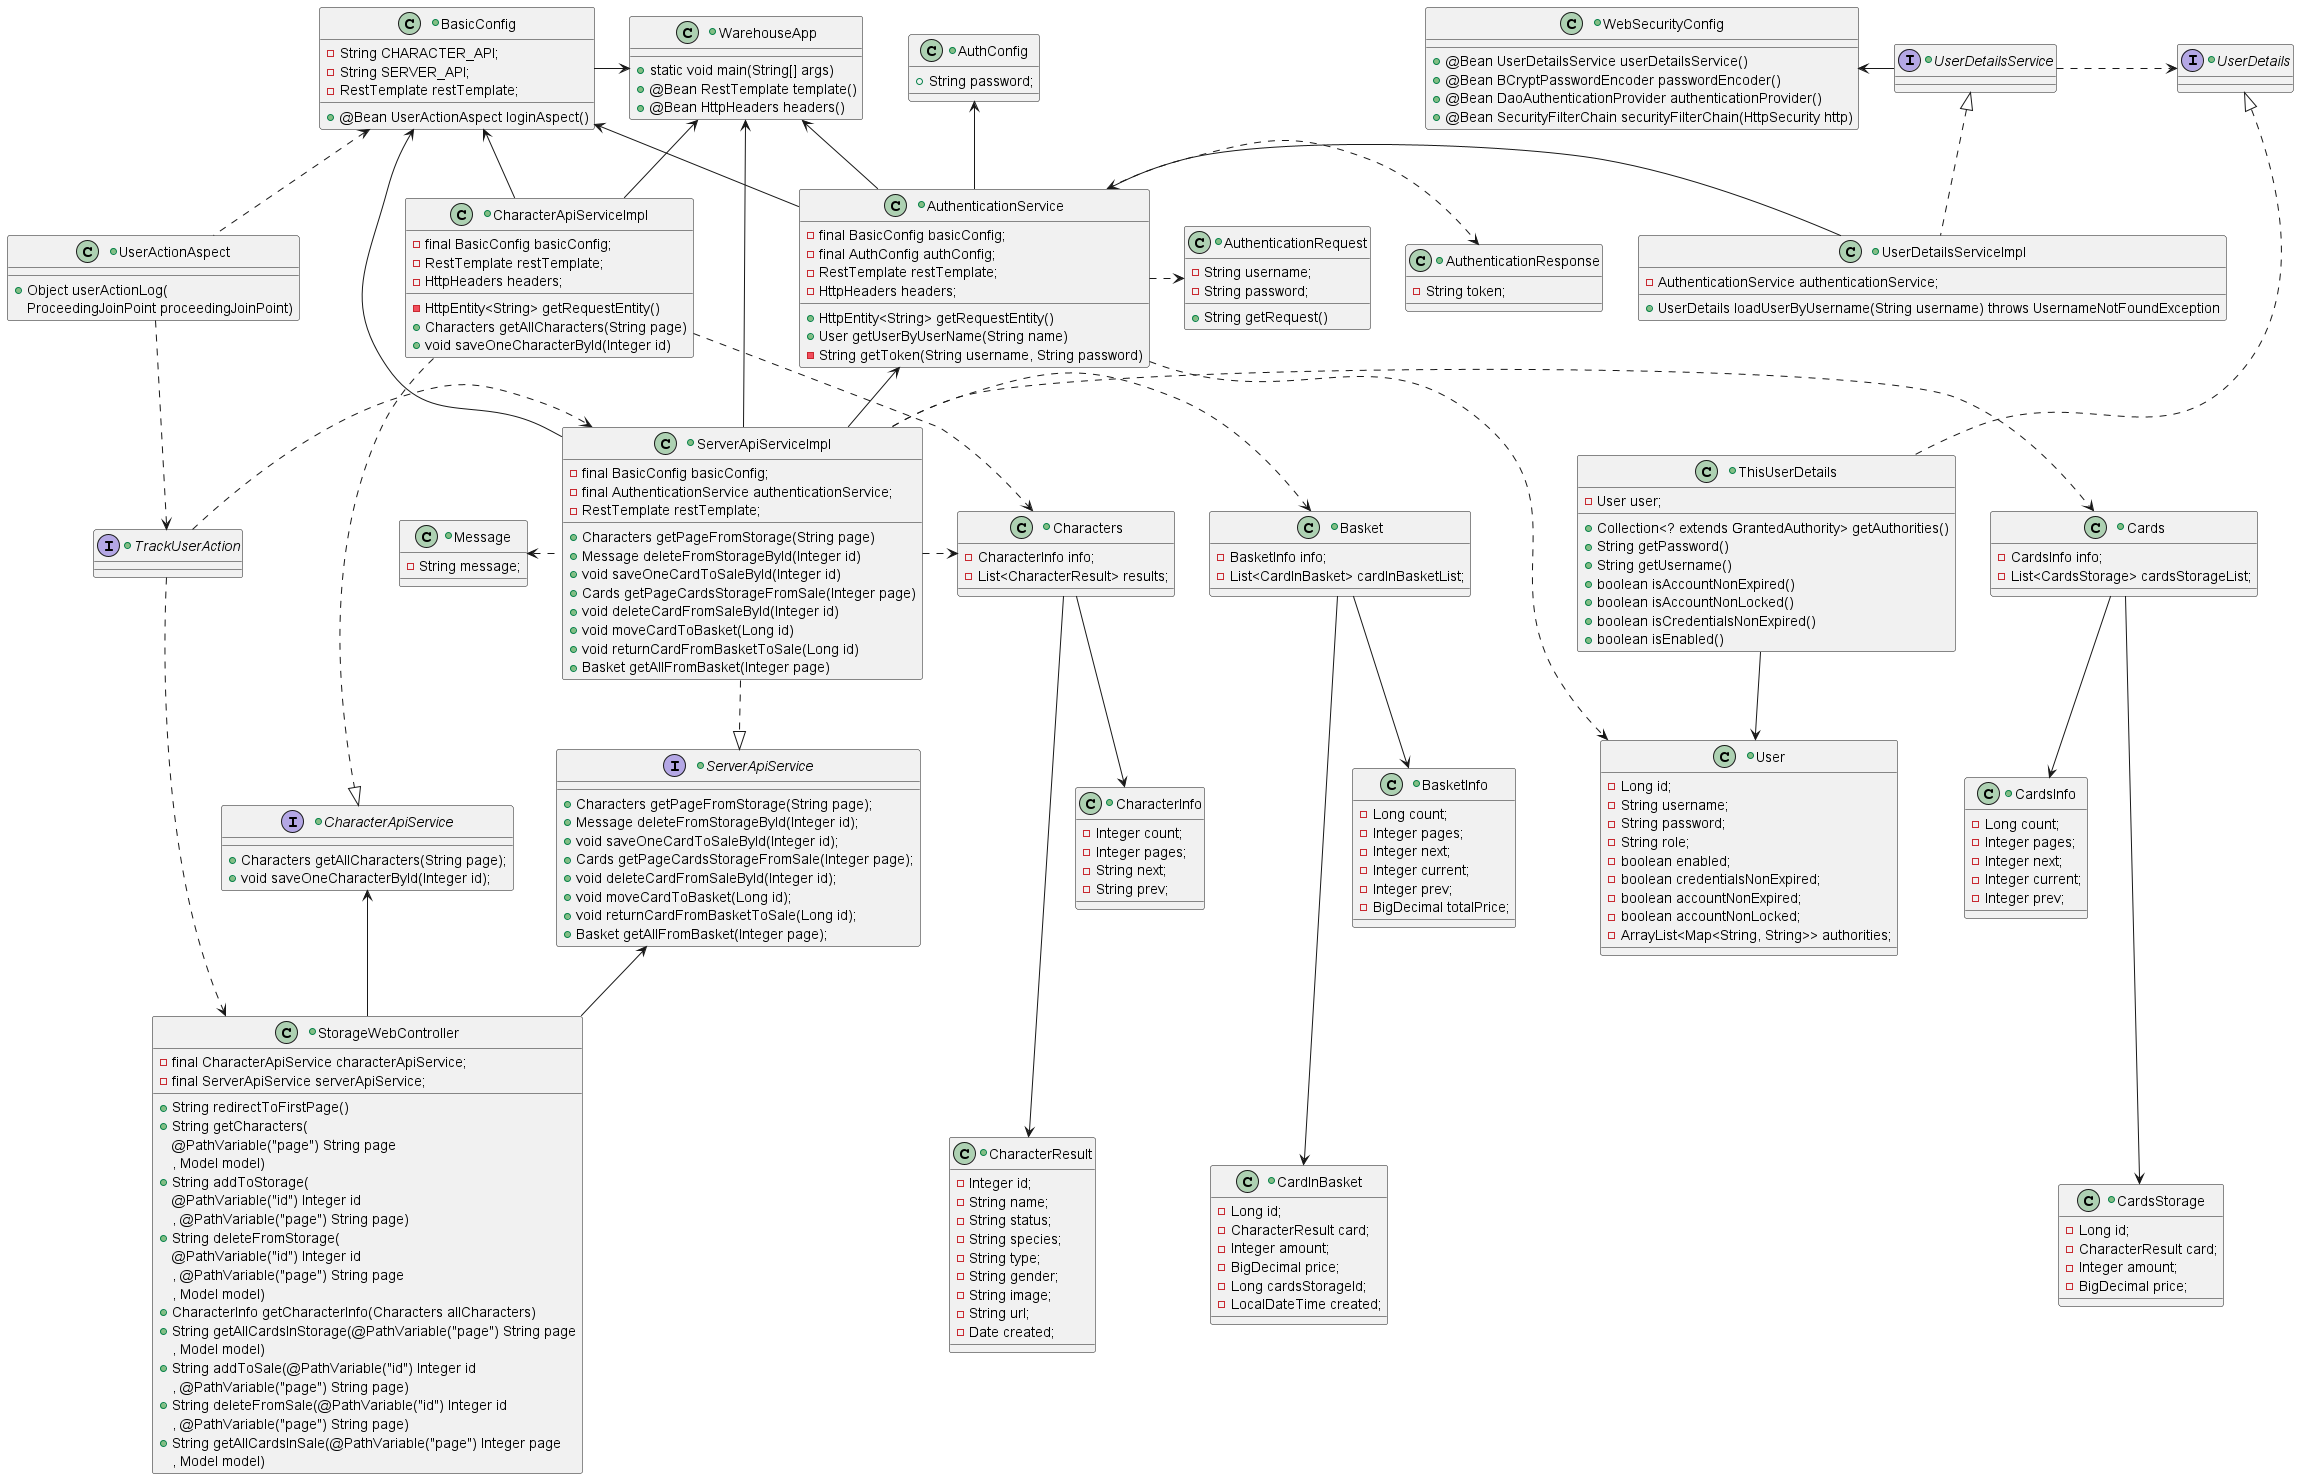 C BasicConfig
String CHARACTER_API;
String SERVER_API;
RestTemplate restTemplate;
@Bean UserActionAspect loginAspect()
C WarehouseApp
static void main(String[] args)
@Bean RestTemplate template()
@Bean HttpHeaders headers()
C AuthConfig
String password;
C WebSecurityConfig
@Bean UserDetailsService userDetailsService()
@Bean BCryptPasswordEncoder passwordEncoder()
@Bean DaoAuthenticationProvider authenticationProvider()
@Bean SecurityFilterChain securityFilterChain(HttpSecurity http)
I UserDetailsService
I UserDetails
C UserActionAspect
Object userActionLog(
ProceedingJoinPoint proceedingJoinPoint)
C CharacterApiServiceImpl
final BasicConfig basicConfig;
RestTemplate restTemplate;
HttpHeaders headers;
HttpEntity<String> getRequestEntity()
Characters getAllCharacters(String page)
void saveOneCharacterById(Integer id)
C AuthenticationService
final BasicConfig basicConfig;
final AuthConfig authConfig;
RestTemplate restTemplate;
HttpHeaders headers;
HttpEntity<String> getRequestEntity()
User getUserByUserName(String name)
String getToken(String username, String password)
C AuthenticationRequest
String username;
String password;
String getRequest()
C AuthenticationResponse
String token;
C UserDetailsServiceImpl
AuthenticationService authenticationService;
UserDetails loadUserByUsername(String username) throws UsernameNotFoundException
I TrackUserAction
C Message
String message;
C ServerApiServiceImpl
final BasicConfig basicConfig;
final AuthenticationService authenticationService;
RestTemplate restTemplate;
Characters getPageFromStorage(String page)
Message deleteFromStorageById(Integer id)
void saveOneCardToSaleById(Integer id)
Cards getPageCardsStorageFromSale(Integer page)
void deleteCardFromSaleById(Integer id)
void moveCardToBasket(Long id)
void returnCardFromBasketToSale(Long id)
Basket getAllFromBasket(Integer page)
C Characters
CharacterInfo info;
List<CharacterResult> results;
C Basket
BasketInfo info;
List<CardInBasket> cardInBasketList;
C ThisUserDetails
User user;
Collection<? extends GrantedAuthority> getAuthorities()
String getPassword()
String getUsername()
boolean isAccountNonExpired()
boolean isAccountNonLocked()
boolean isCredentialsNonExpired()
boolean isEnabled()
C Cards
CardsInfo info;
List<CardsStorage> cardsStorageList;
I CharacterApiService
Characters getAllCharacters(String page);
void saveOneCharacterById(Integer id);
I ServerApiService
Characters getPageFromStorage(String page);
Message deleteFromStorageById(Integer id);
void saveOneCardToSaleById(Integer id);
Cards getPageCardsStorageFromSale(Integer page);
void deleteCardFromSaleById(Integer id);
void moveCardToBasket(Long id);
void returnCardFromBasketToSale(Long id);
Basket getAllFromBasket(Integer page);
C CharacterInfo
Integer count;
Integer pages;
String next;
String prev;
C BasketInfo
Long count;
Integer pages;
Integer next;
Integer current;
Integer prev;
BigDecimal totalPrice;
C User
Long id;
String username;
String password;
String role;
boolean enabled;
boolean credentialsNonExpired;
boolean accountNonExpired;
boolean accountNonLocked;
ArrayList<Map<String, String>> authorities;
C CardsInfo
Long count;
Integer pages;
Integer next;
Integer current;
Integer prev;
C StorageWebController
final CharacterApiService characterApiService;
final ServerApiService serverApiService;
String redirectToFirstPage()
String getCharacters(
@PathVariable("page") String page
, Model model)
String addToStorage(
@PathVariable("id") Integer id
, @PathVariable("page") String page)
String deleteFromStorage(
@PathVariable("id") Integer id
, @PathVariable("page") String page
, Model model)
CharacterInfo getCharacterInfo(Characters allCharacters)
String getAllCardsInStorage(@PathVariable("page") String page
, Model model)
String addToSale(@PathVariable("id") Integer id
, @PathVariable("page") String page)
String deleteFromSale(@PathVariable("id") Integer id
, @PathVariable("page") String page)
String getAllCardsInSale(@PathVariable("page") Integer page
, Model model)
C CharacterResult
Integer id;
String name;
String status;
String species;
String type;
String gender;
String image;
String url;
Date created;
C CardInBasket
Long id;
CharacterResult card;
Integer amount;
BigDecimal price;
Long cardsStorageId;
LocalDateTime created;
C CardsStorage
Long id;
CharacterResult card;
Integer amount;
BigDecimal price;